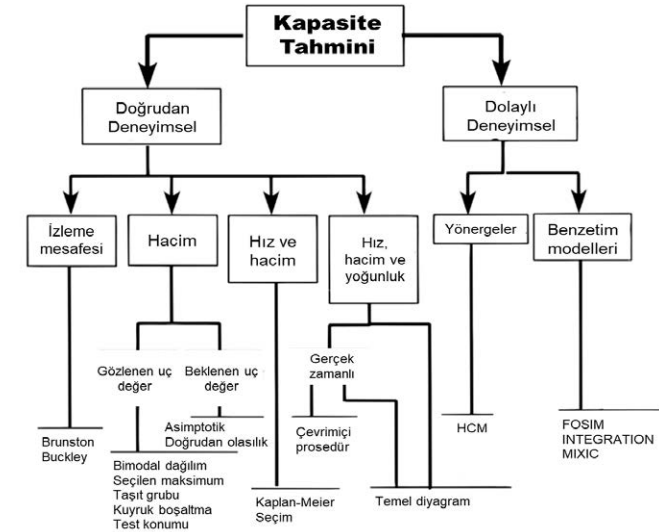 Kapasite
Tahmini
Doğrudan
Deneyimsel
Dolaylı
Deneyimsel
İzleme
mesafesi
Hacim
Hız ve
hacim
Hız,
hacim ve
yoğunluk
Yönergeler
Benzetim
modelleri
Gözlenen uç
değer
Beklenen uç
değer
Gerçek
zamanlı
Brunston
Buckley
Asimptotik
Doğrudan olasılık
Çevrimiçi
prosedür
HCM
FOSIM
INTEGRATION
MIXIC
Bimodal dağılım
Seçilen maksimum
Taşıt grubu
Kuyruk boşaltma
Test konumu
Kaplan-Meier
Seçim
Temel diyagram